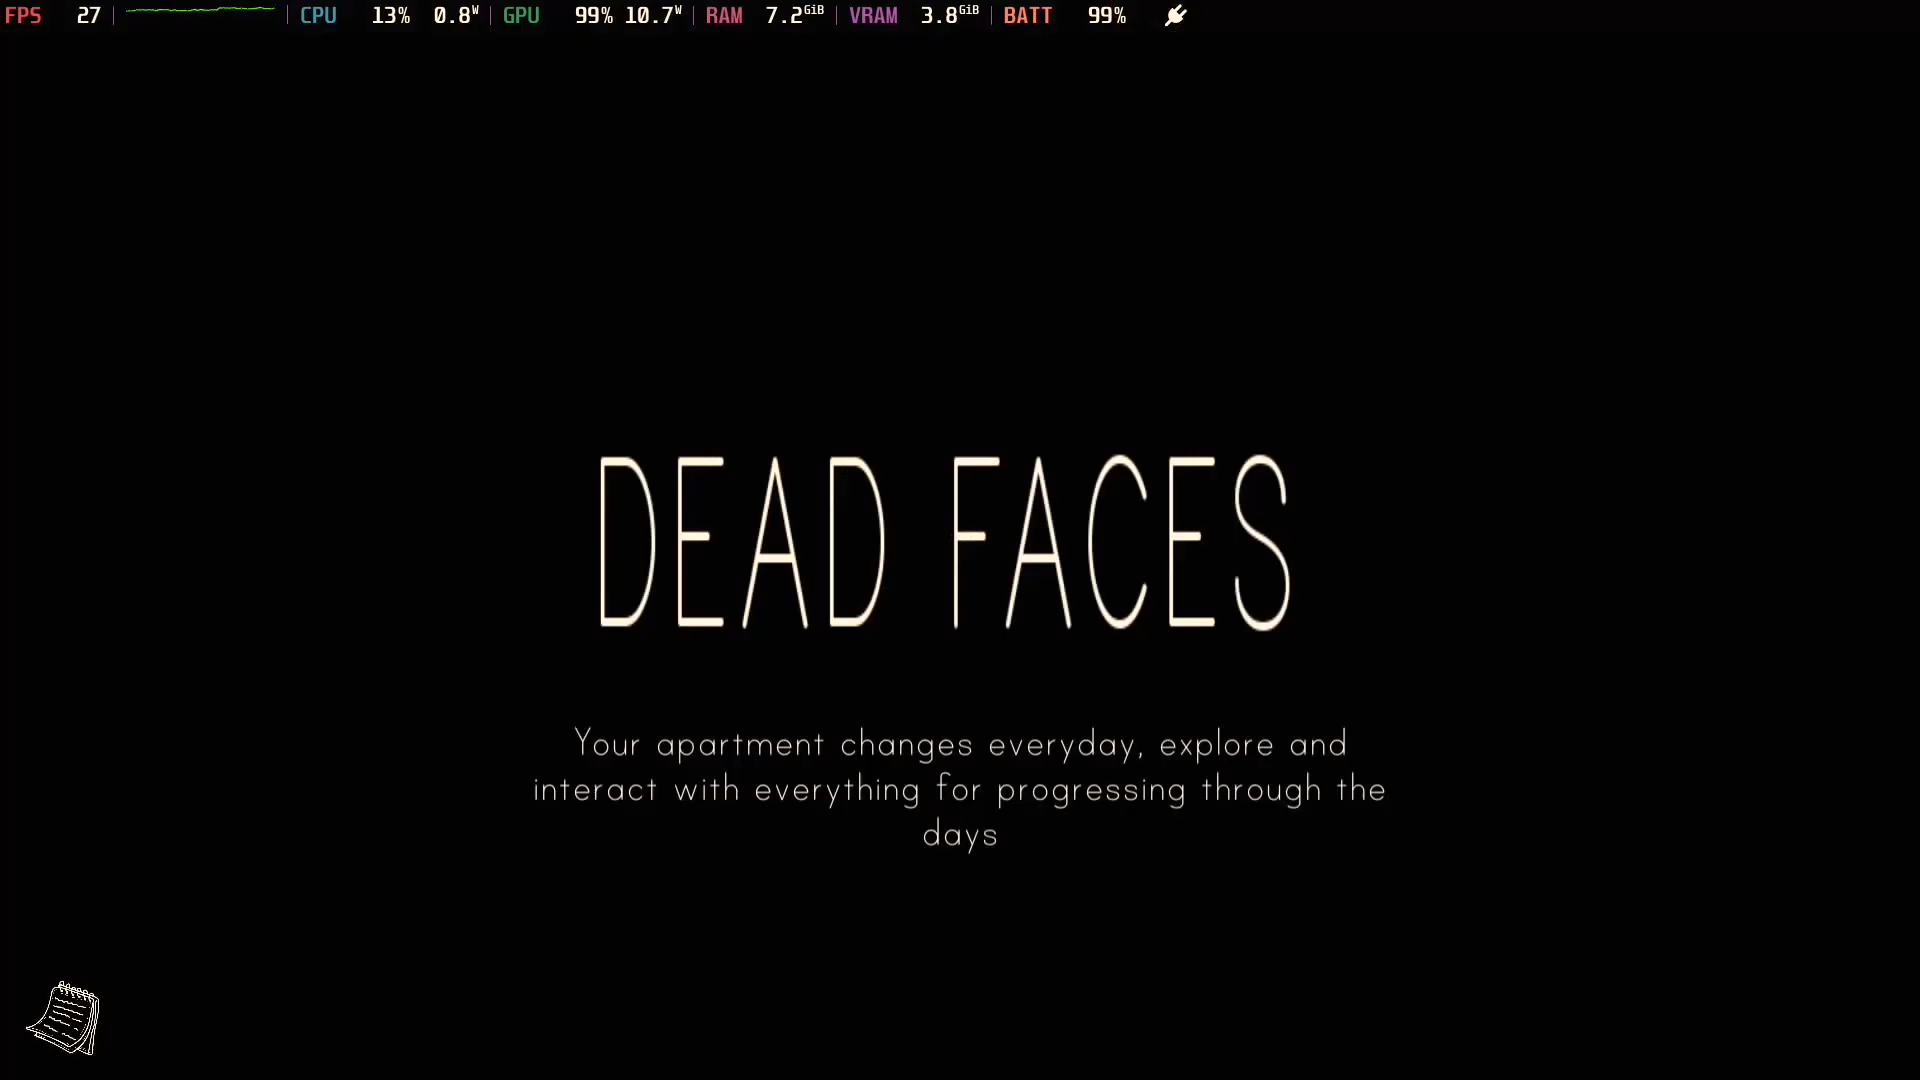 FPS 27 CPU 13% 0.8W GPU 99% 10.7W RAM 7.2GiB VRAM 3.8GiB BATT 99%
DEAD FACES
Your apartment changes everyday, explore and
interact with everything for progressing through the
days